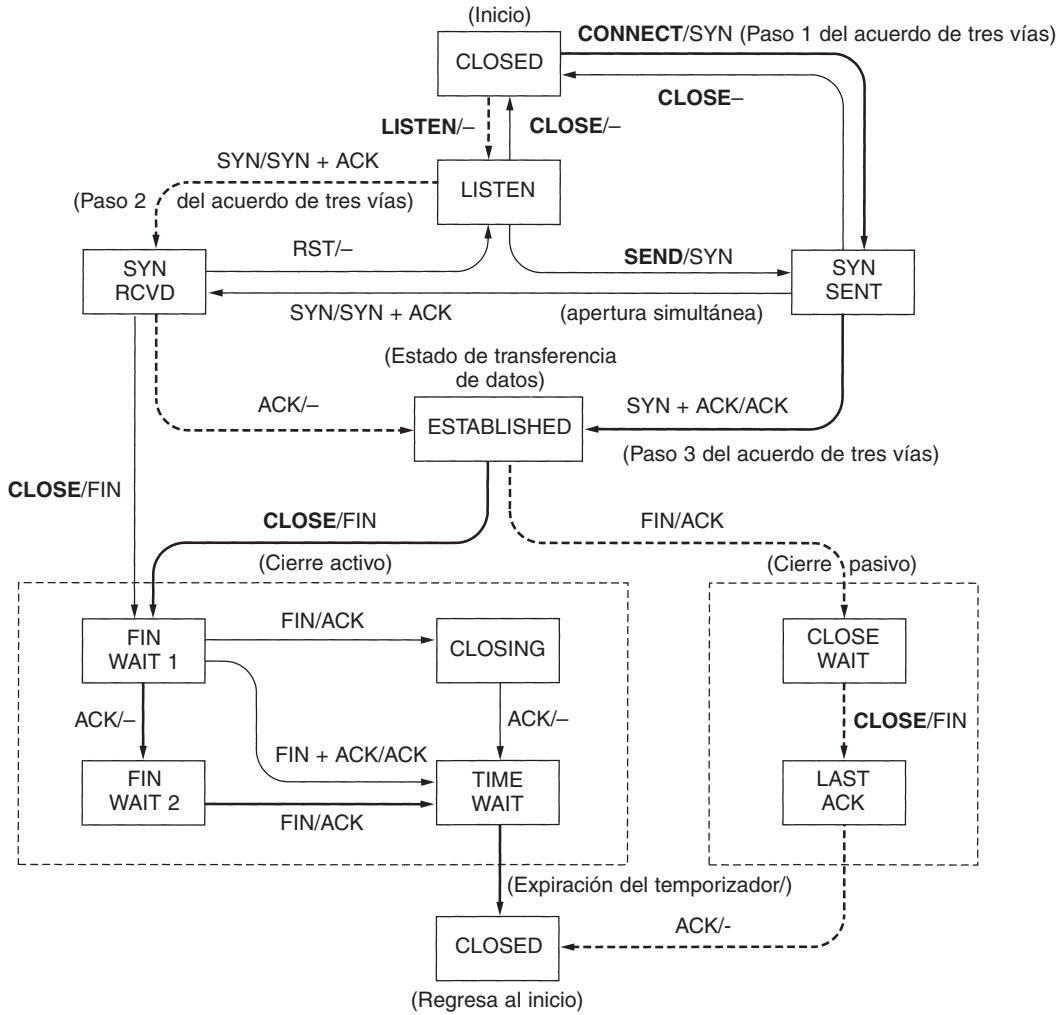 (Inicio)
CONNECT/SYN (Paso 1 del acuerdo de tres vías)
CLOSED
CLOSE–
LISTEN/–
CLOSE/–
SYN/SYN + ACK
LISTEN
(Paso 2 del acuerdo de tres vías)
RST/–
SEND/SYN
SYN
RCVD
SYN
SENT
SYN/SYN + ACK
(apertura simultánea)
(Estado de transferencia
de datos)
ACK/–
ESTABLISHED
SYN + ACK/ACK
(Paso 3 del acuerdo de tres vías)
CLOSE/FIN
CLOSE/FIN
FIN/ACK
(Cierre activo)
(Cierre pasivo)
FIN
WAIT 1
FIN/ACK
CLOSING
CLOSE
WAIT
ACK/–
ACK/–
CLOSE/FIN
FIN + ACK/ACK
FIN
WAIT 2
TIME
WAIT
LAST
ACK
FIN/ACK
(Expiración del temporizador/)
CLOSED
ACK/-
(Regresa al inicio)